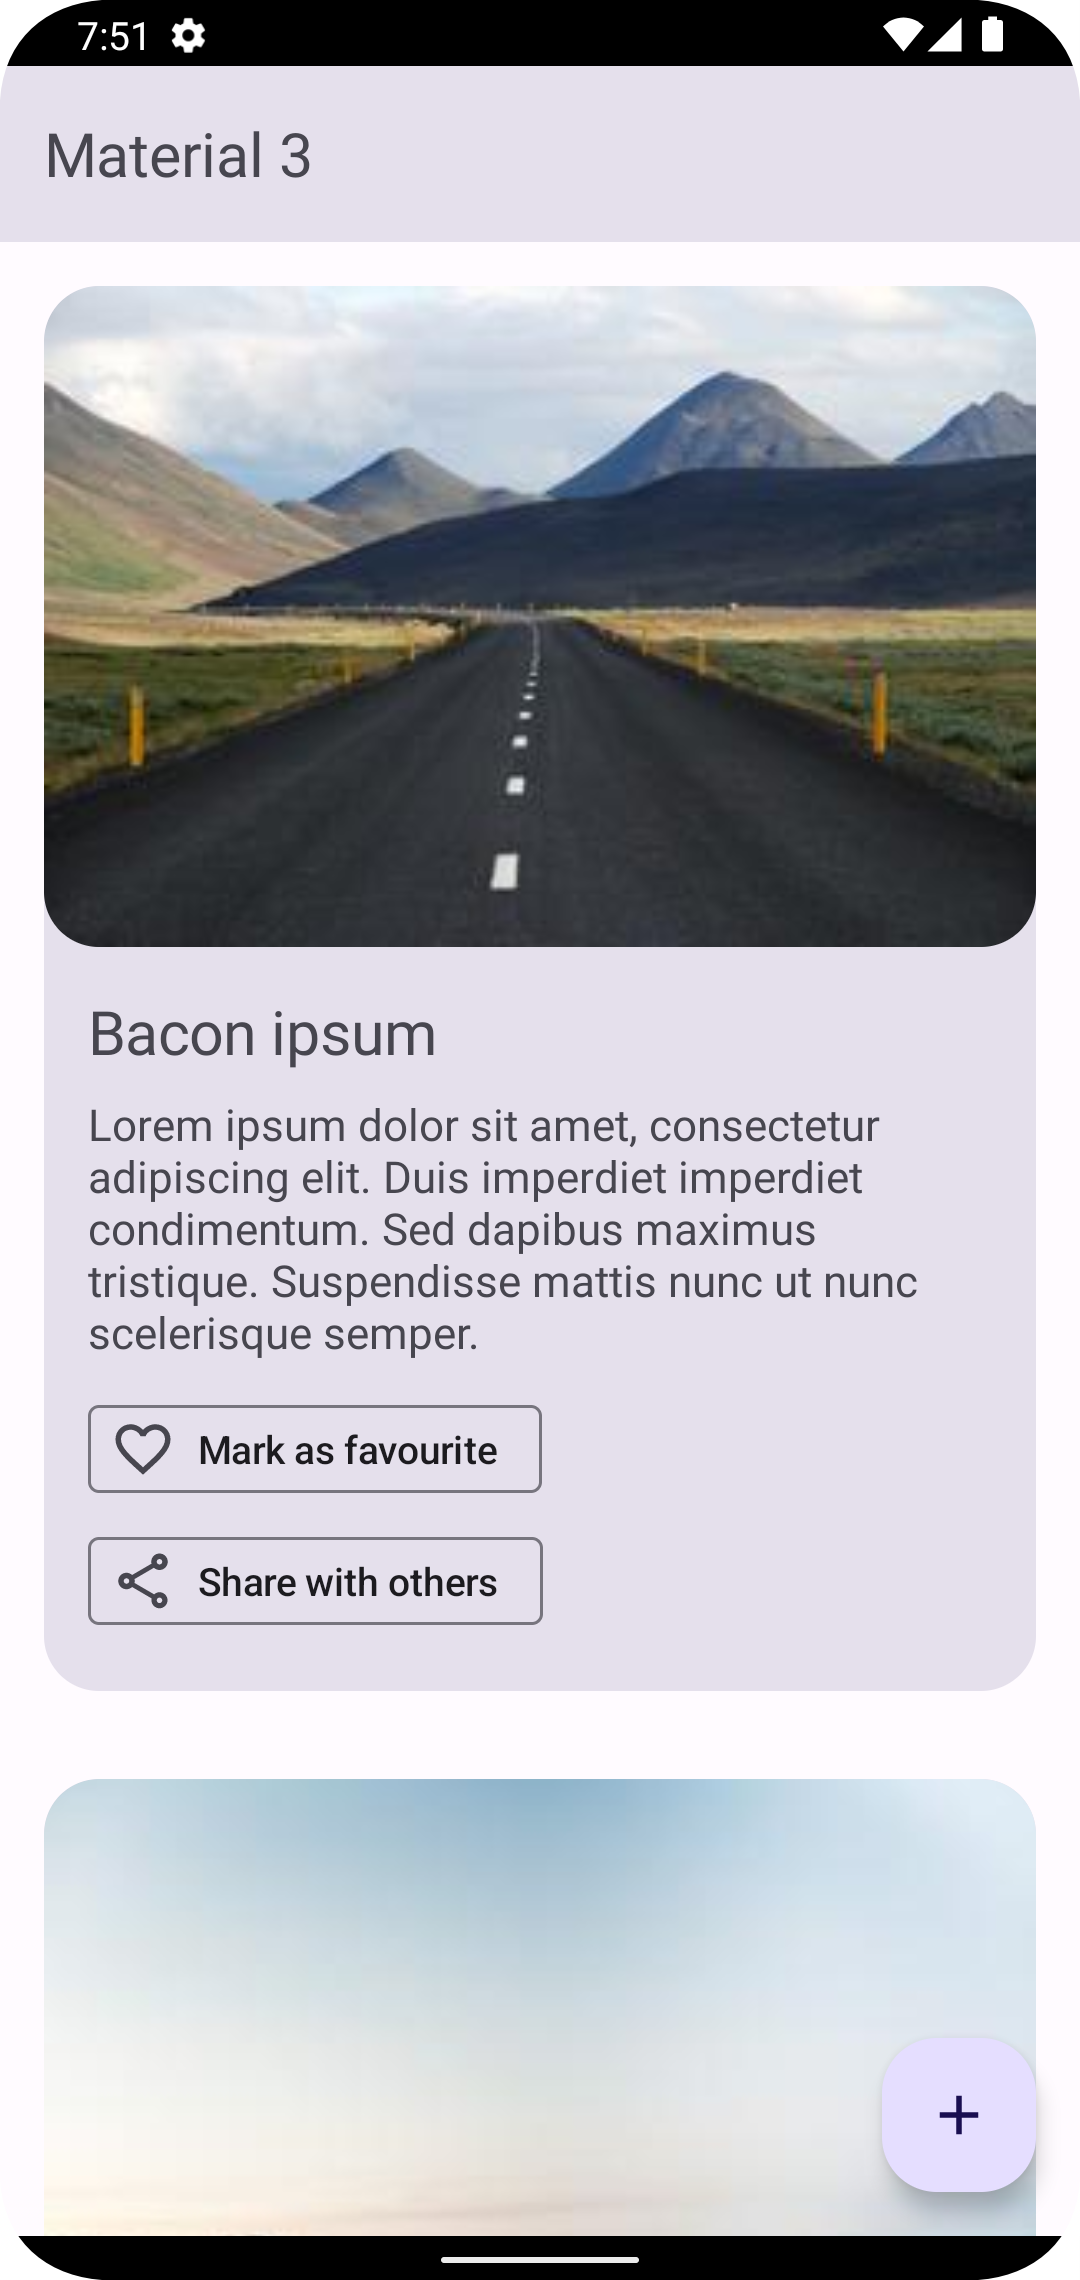 7:51
Material 3
Bacon ipsum
Lorem ipsum dolor sit amet, consectetur
adipiscing elit. Duis imperdiet imperdiet
condimentum. Sed dapibus maximus
tristique. Suspendisse mattis nunc ut nunc
scelerisque semper.
Mark as favourite
Share with others